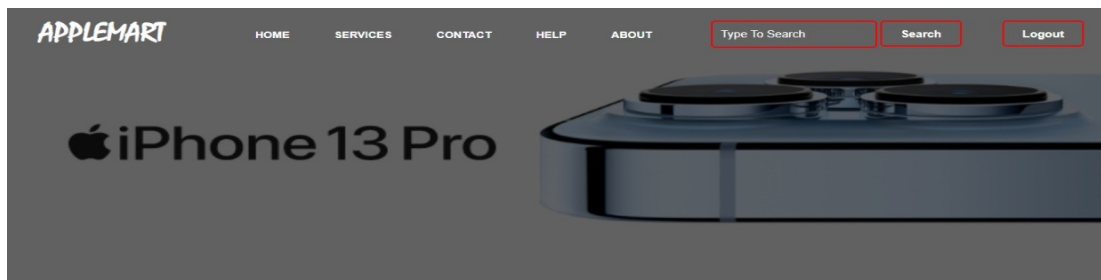 APPLEMART HOME SERVICES CONTACT HELP ABOUT Type To Search Search Logout
iPhone 13 Pro